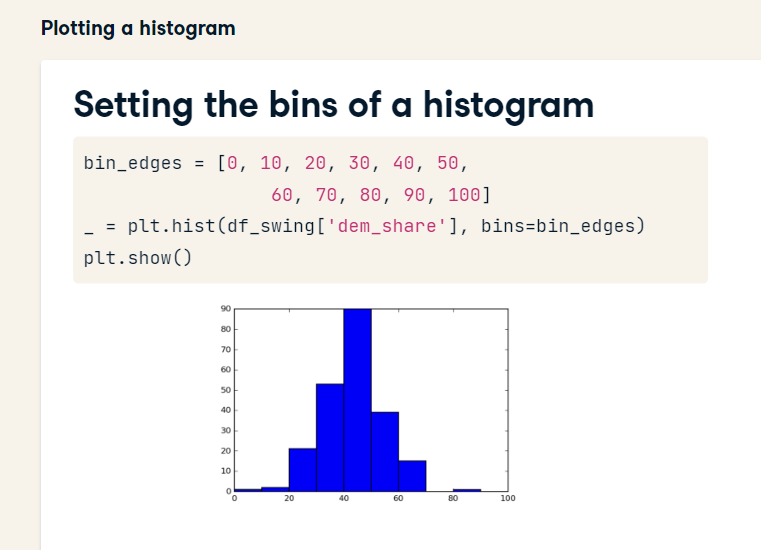 Plotting a histogram
Setting the bins of a histogram
bin_edges = [0, 10, 20, 30, 40, 50,
60, 70, 80, 90, 100]
_ = plt.hist(df_swing['dem_share'], bins=bin_edges)
plt.show()
90
80
70
60
50
40
30
20
10
0
0 20 40 60 80 100